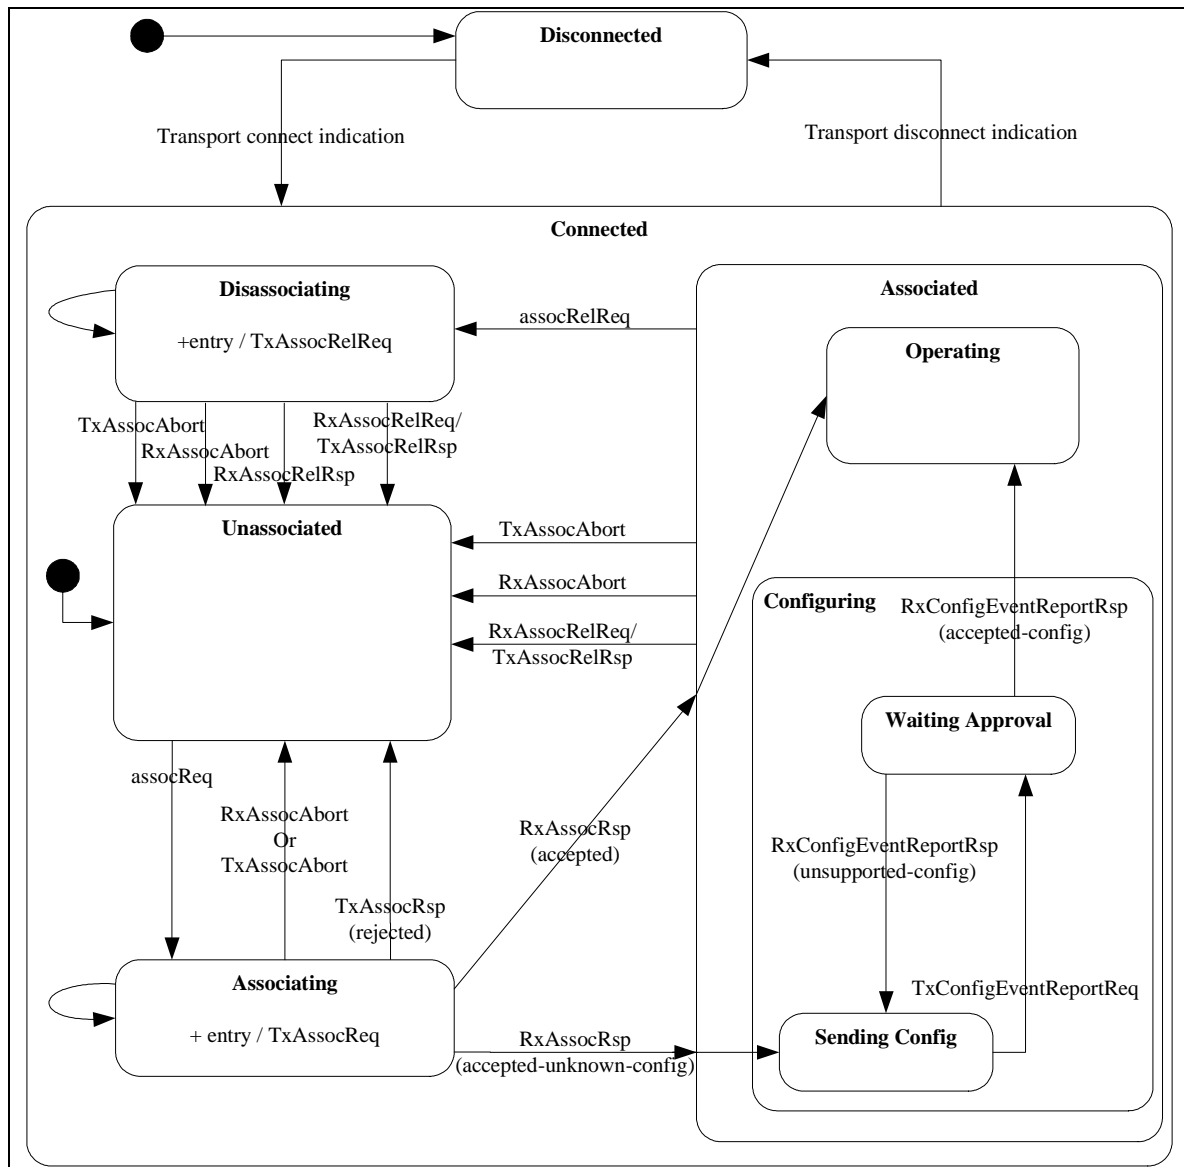 Disconnected
Transport connect indication
Transport disconnect indication
Connected
Disassociating
+entry / TxAssocRelReq
assocRelReq
Associated
Operating
TxAssocAbort
RxAssocAbort
RxAssocRelRsp
RxAssocRelReq/
TxAssocRelRsp
Unassociated
TxAssocAbort
RxAssocAbort
RxAssocRelReq/
TxAssocRelRsp
Configuring
RxConfigEventReportRsp
(accepted-config)
Waiting Approval
assocReq
RxAssocAbort
Or
TxAssocAbort
TxAssocRsp
(rejected)
RxAssocRsp
(accepted)
RxConfigEventReportRsp
(unsupported-config)
TxConfigEventReportReq
Associating
+ entry / TxAssocReq
RxAssocRsp
(accepted-unknown-config)
Sending Config